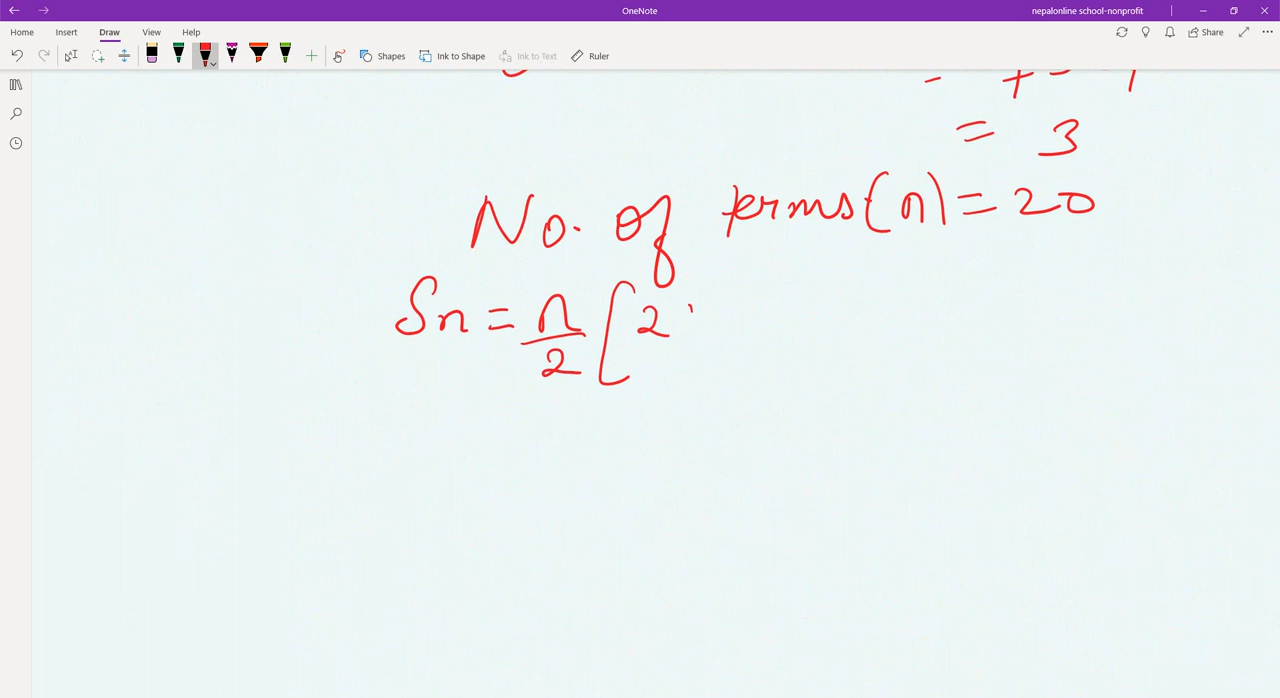 OneNote
nepalonline school-nonprofit
Home Insert Draw View Help
Share
Shapes Ink to Shape Ink to Text Ruler
= 3
No. of terms(n) = 20
Sn = n/2 [ 2